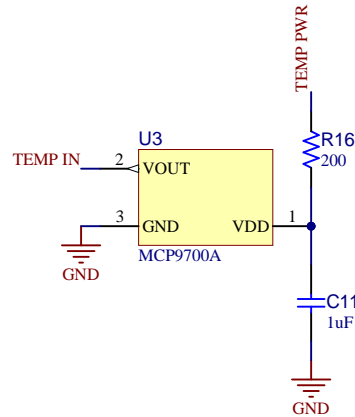 TEMP PWR
U3
R16
200
TEMP IN
2
VOUT
3
GND
VDD
1
GND
MCP9700A
C11
1uF
GND